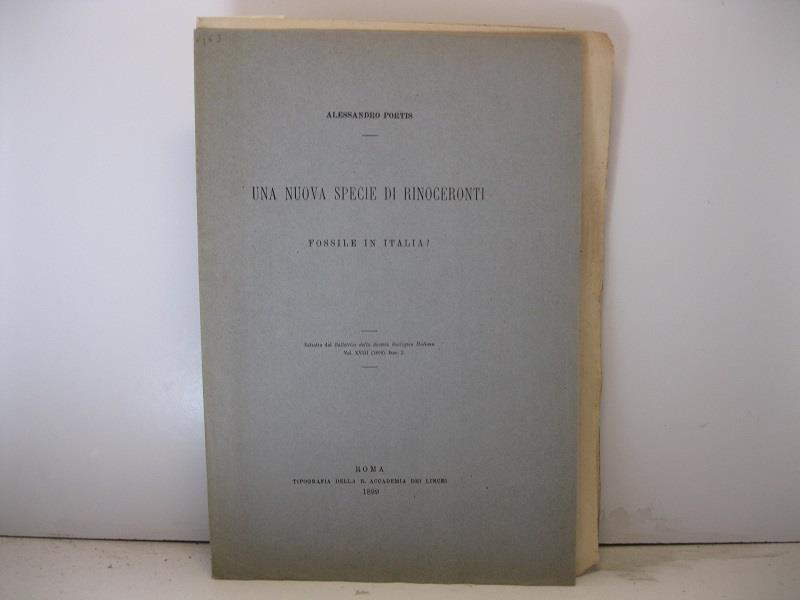 ALESSANDRO PORTIS
UNA NUOVA SPECIE DI RINOCERONTI
FOSSILE IN ITALIA?
Estratto dal Bollettino della Società Geologica Italiana
Vol. XVIII (1899) fasc. 2.
ROMA
TIPOGRAFIA DELLA R. ACCADEMIA DEI LINCEI
1899